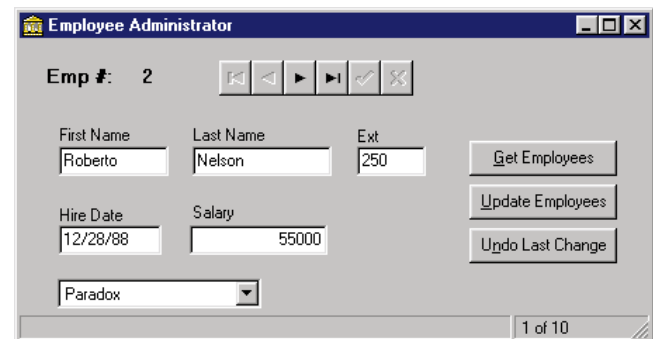 Employee Administrator
Emp #: 2
First Name Last Name Ext
Roberto Nelson 250
Get Employees
Update Employees
Hire Date Salary
12/28/88 55000
Undo Last Change
Paradox
1 of 10